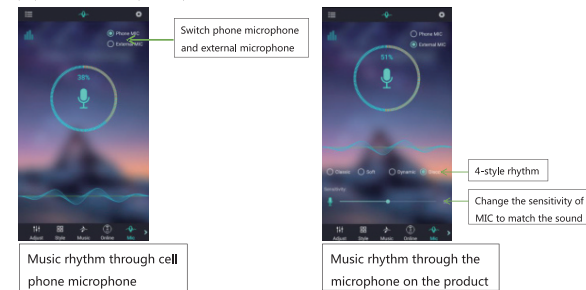 Phone MIC
External MIC
38%
Adjust
Style
Music
Online
Mic
Switch phone microphone
and external microphone
Music rhythm through cell
phone microphone
Phone MIC
External MIC
51%
Classic
Soft
Dynamic
Disco
Sensitivity
Adjust
Style
Music
Online
Mic
4-style rhythm
Change the sensitivity of
MIC to match the sound
Music rhythm through the
microphone on the product